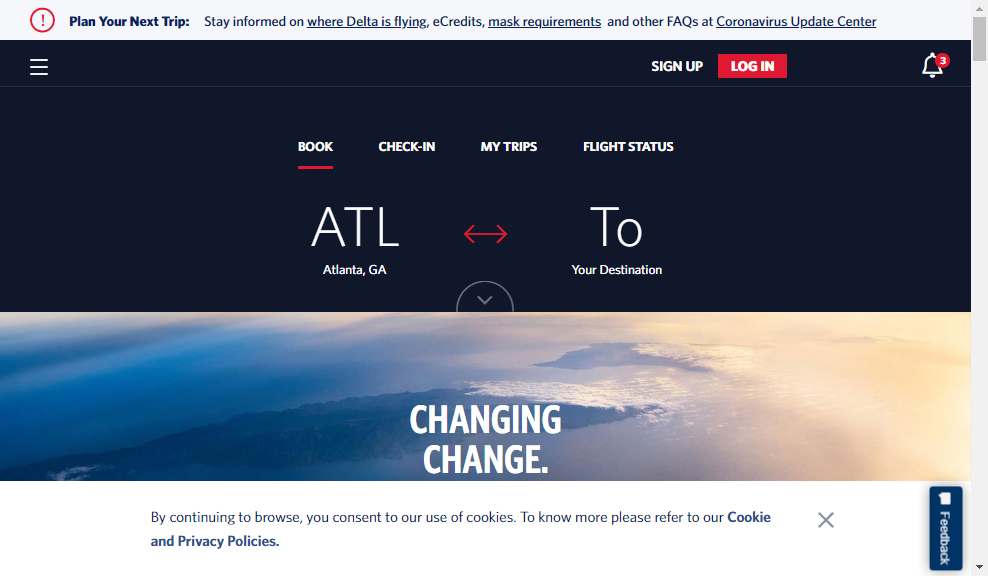 Plan Your Next Trip: Stay informed on where Delta is flying, eCredits, mask requirements and other FAQs at Coronavirus Update Center
SIGN UP LOG IN 3
BOOK CHECK-IN MY TRIPS FLIGHT STATUS
ATL To
Atlanta, GA Your Destination
CHANGING
CHANGE.
By continuing to browse, you consent to our use of cookies. To know more please refer to our Cookie
and Privacy Policies.
Feedback